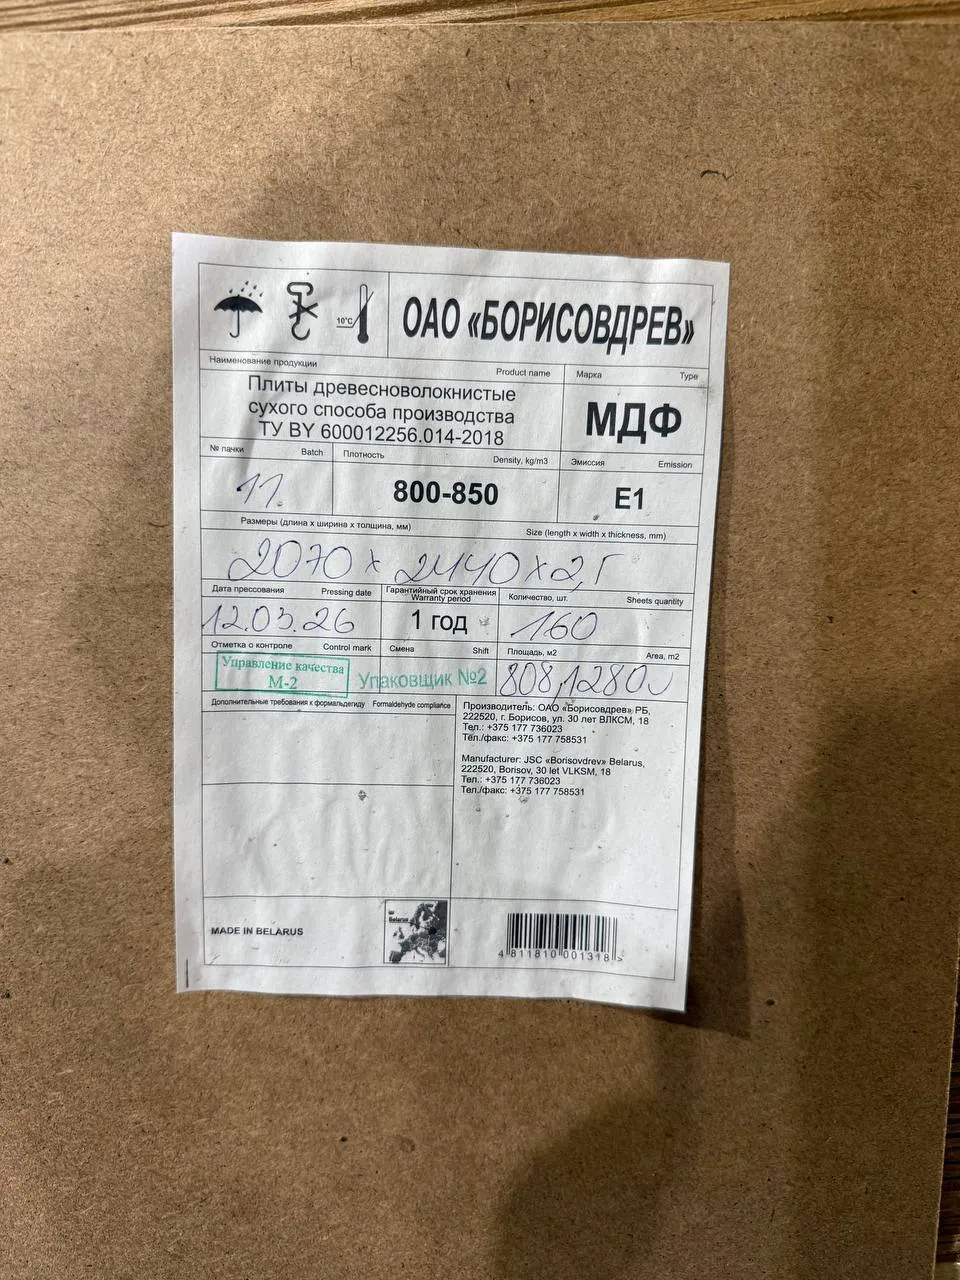 10°C
ОАО «БОРИСОВДРЕВ»
Наименование продукции Product name
Марка Type
Плиты древесноволокнистые
сухого способа производства
ТУ BY 600012256.014-2018
МДФ
№ пачки Batch
Плотность Density, kg/m3
Эмиссия Emission
11.
800-850
E1
Размеры (длина х ширина х толщина, мм) Size (length x width x thickness, mm)
2070 x 2440 x
Дата прессования Pressing date
Гарантийный срок хранения
Warranty period
Количество, шт. Sheets quantity
12.03.26
1 год
160
Отметка о контроле Control mark
Смена Shift
Площадь, м2 Area, m2
Управление качества
М-2
Упаковщик №2
808,1280
Дополнительные требования к формальдегиду Formaldehyde compliance
Производитель: ОАО «Борисовдрев» РБ,
222520, г. Борисов, ул. 30 лет ВЛКСМ, 18
Тел.: +375 177 736023
Тел./факс: +375 177 758531
Manufacturer: JSC «Borisovdrev» Belarus,
222520, Borisov, 30 let VLKSM, 18
Тел.: +375 177 736023
Тел./факс: +375 177 758531
MADE IN BELARUS
Belarus
4 811810 001318 >